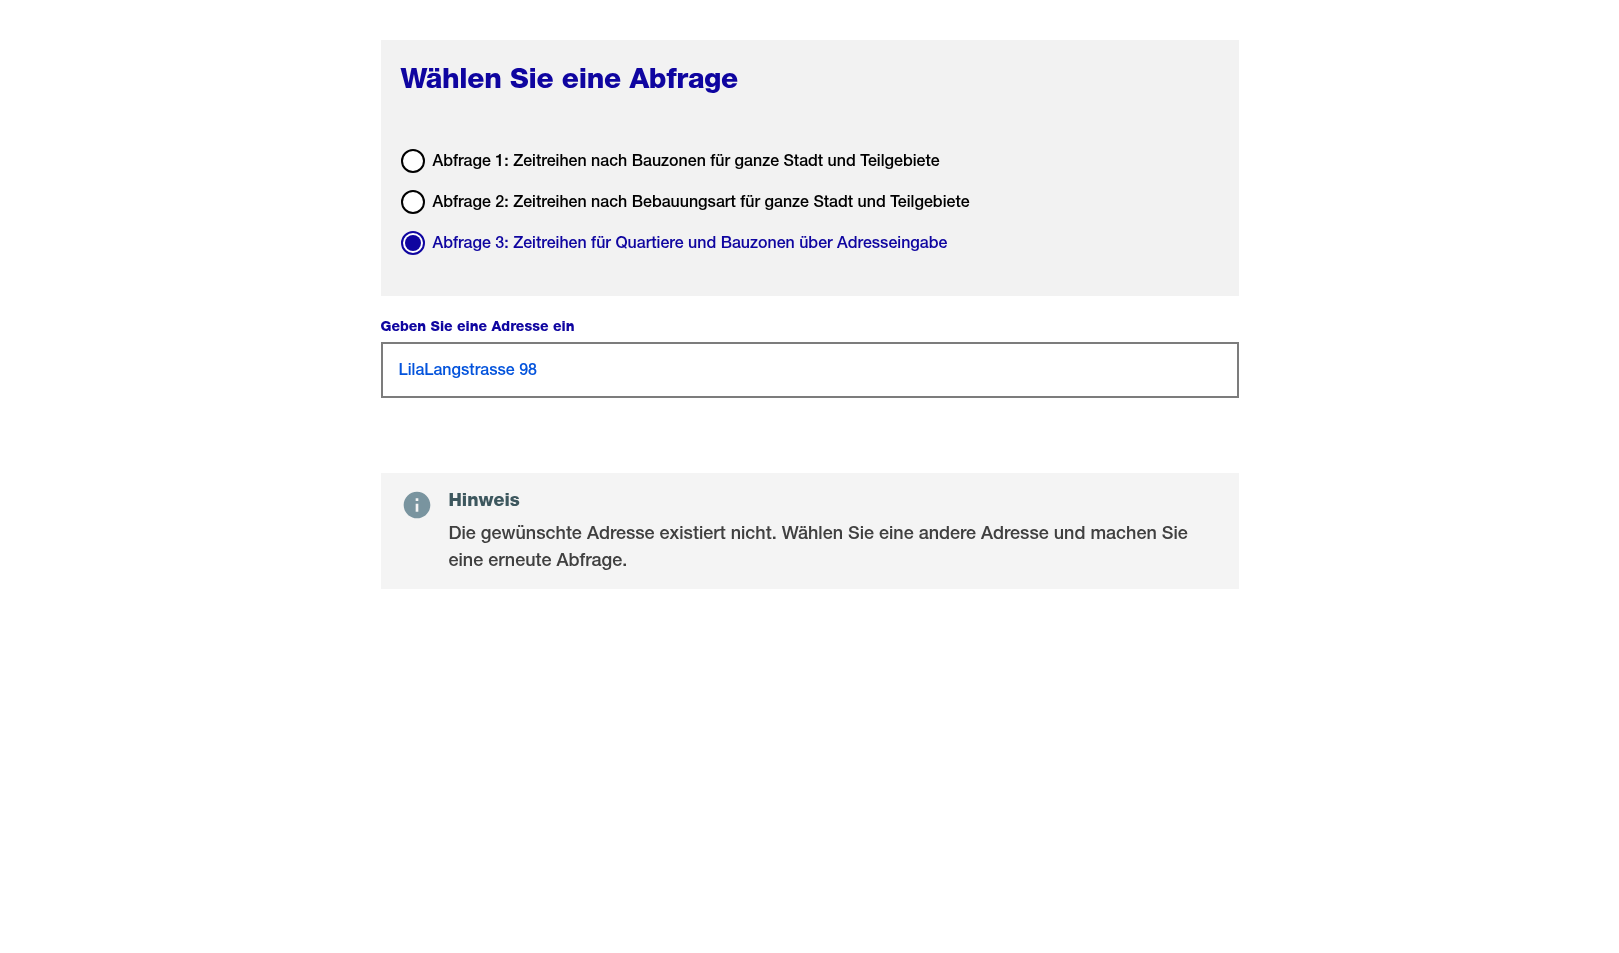 Wählen Sie eine Abfrage
Abfrage 1: Zeitreihen nach Bauzonen für ganze Stadt und Teilgebiete
Abfrage 2: Zeitreihen nach Bebauungsart für ganze Stadt und Teilgebiete
Abfrage 3: Zeitreihen für Quartiere und Bauzonen über Adresseingabe
Geben Sie eine Adresse ein
LilaLangstrasse 98
Hinweis
Die gewünschte Adresse existiert nicht. Wählen Sie eine andere Adresse und machen Sie
eine erneute Abfrage.